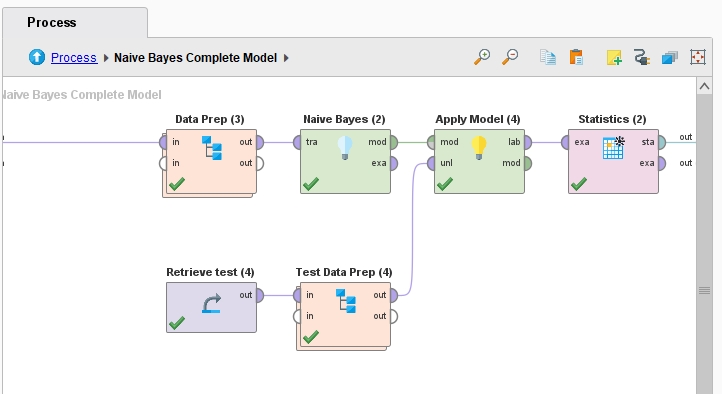 Process
Process ▸ Naive Bayes Complete Model ▸
Naive Bayes Complete Model
Data Prep (3)
Naive Bayes (2)
Apply Model (4)
Statistics (2)
in out
in out
tra mod
exa
mod lab
unl mod
exa sta
exa
out
out
Retrieve test (4)
Test Data Prep (4)
out
in out
in out